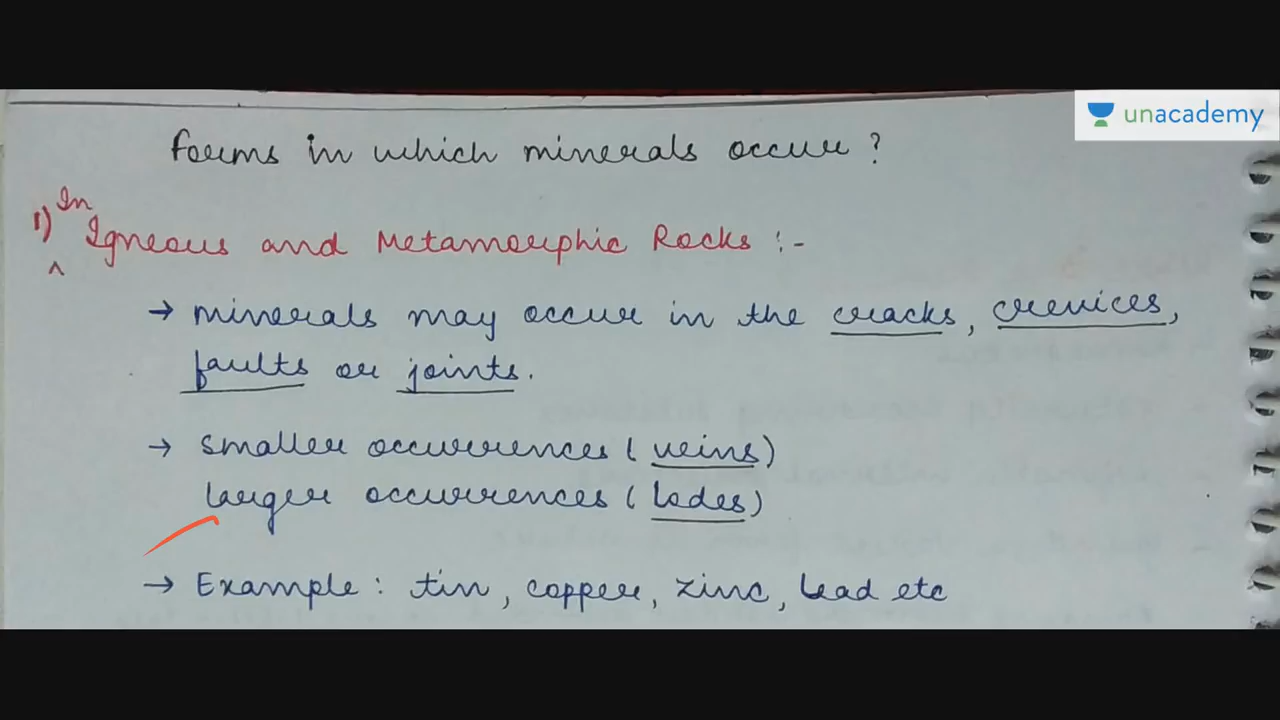 unacademy
Forms in which minerals occur ?
1) In Igneous and Metamorphic Rocks :-
→ minerals may occur in the cracks, crevices,
faults or joints.
→ smaller occurrences (veins)
larger occurrences (lodes)
→ Example : tin, copper, zinc, lead etc